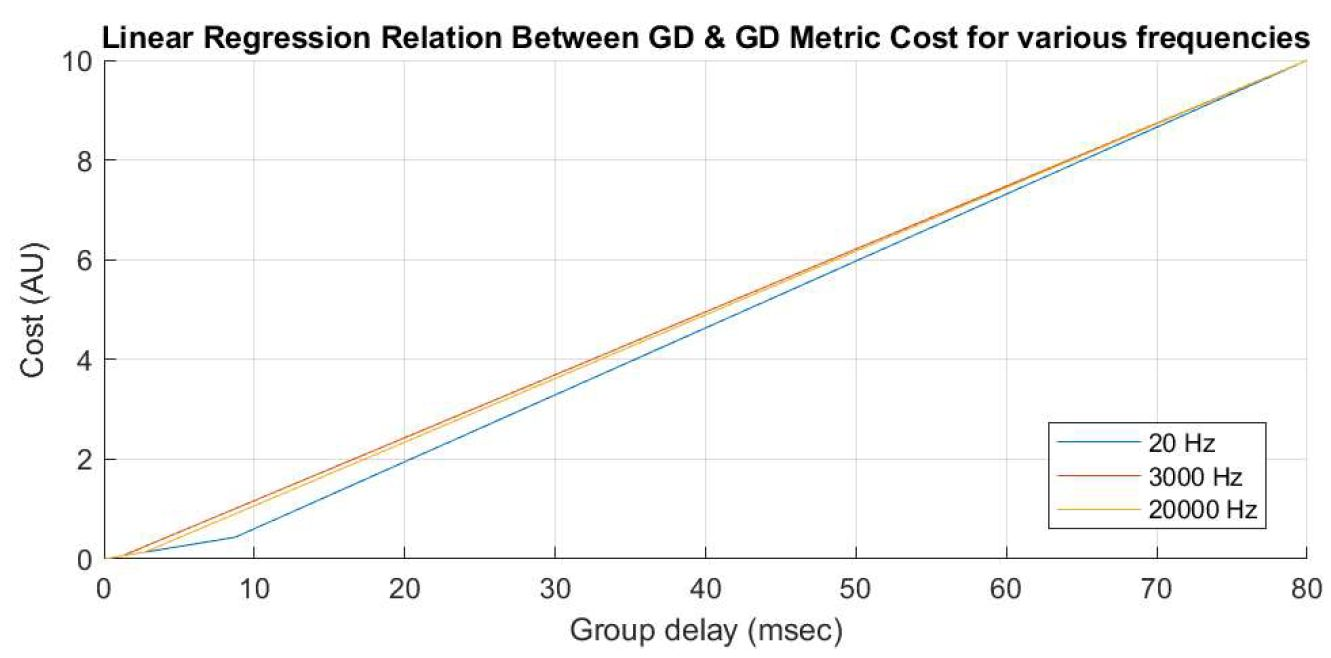 Linear Regression Relation Between GD & GD Metric Cost for various frequencies
10
8
6
4
2
0
Cost (AU)
20 Hz
3000 Hz
20000 Hz
0 10 20 30 40 50 60 70 80
Group delay (msec)